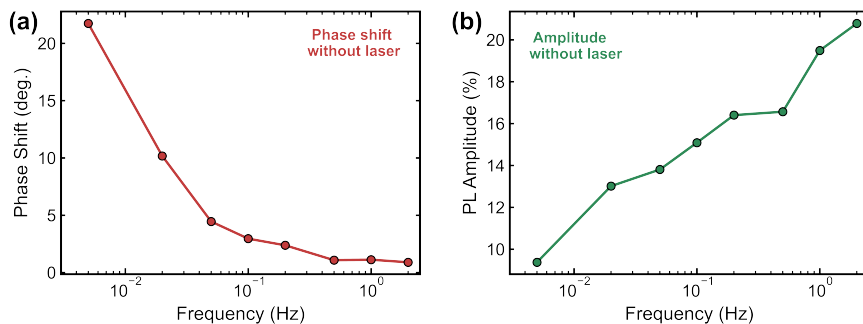 (a)
Phase shift
without laser
Phase Shift (deg.)
20
15
10
5
0
10⁻²
10⁻¹
10⁰
Frequency (Hz)
(b)
Amplitude
without laser
PL Amplitude (%)
20
18
16
14
12
10
10⁻²
10⁻¹
10⁰
Frequency (Hz)